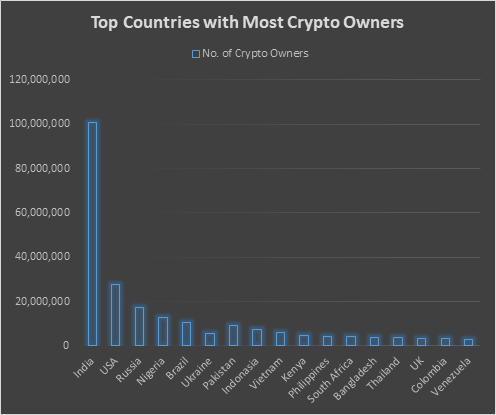 Top Countries with Most Crypto Owners
No. of Crypto Owners
120,000,000
100,000,000
80,000,000
60,000,000
40,000,000
20,000,000
0
India
USA
Russia
Nigeria
Brazil
Ukraine
Pakistan
Indonasia
Vietnam
Kenya
Philippines
South Africa
Bangladesh
Thailand
UK
Colombia
Venezuela